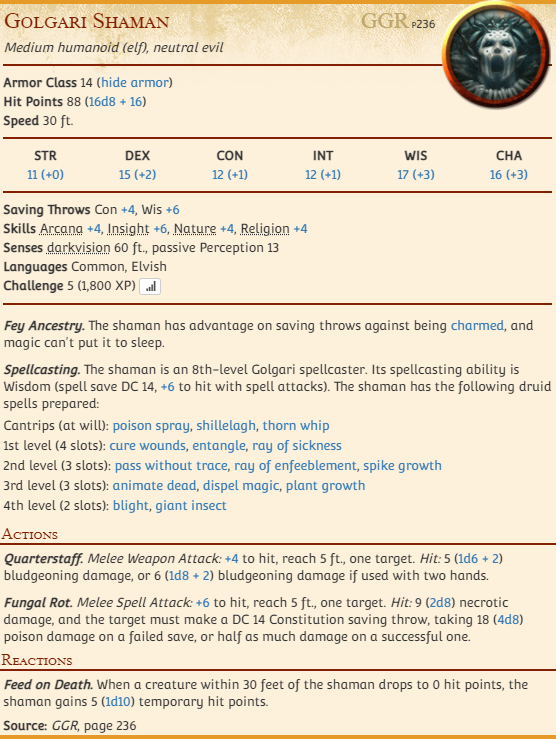 Golgari Shaman
GGR P236
Medium humanoid (elf), neutral evil
Armor Class 14 (hide armor)
Hit Points 88 (16d8 + 16)
Speed 30 ft.
STR DEX CON INT WIS CHA
11 (+0) 15 (+2) 12 (+1) 12 (+1) 17 (+3) 16 (+3)
Saving Throws Con +4, Wis +6
Skills Arcana +4, Insight +6, Nature +4, Religion +4
Senses darkvision 60 ft., passive Perception 13
Languages Common, Elvish
Challenge 5 (1,800 XP)
Fey Ancestry. The shaman has advantage on saving throws against being charmed, and
magic can't put it to sleep.
Spellcasting. The shaman is an 8th-level Golgari spellcaster. Its spellcasting ability is
Wisdom (spell save DC 14, +6 to hit with spell attacks). The shaman has the following druid
spells prepared:
Cantrips (at will): poison spray, shillelagh, thorn whip
1st level (4 slots): cure wounds, entangle, ray of sickness
2nd level (3 slots): pass without trace, ray of enfeeblement, spike growth
3rd level (3 slots): animate dead, dispel magic, plant growth
4th level (2 slots): blight, giant insect
Actions
Quarterstaff. Melee Weapon Attack: +4 to hit, reach 5 ft., one target. Hit: 5 (1d6 + 2)
bludgeoning damage, or 6 (1d8 + 2) bludgeoning damage if used with two hands.
Fungal Rot. Melee Spell Attack: +6 to hit, reach 5 ft., one target. Hit: 9 (2d8) necrotic
damage, and the target must make a DC 14 Constitution saving throw, taking 18 (4d8)
poison damage on a failed save, or half as much damage on a successful one.
Reactions
Feed on Death. When a creature within 30 feet of the shaman drops to 0 hit points, the
shaman gains 5 (1d10) temporary hit points.
Source: GGR, page 236